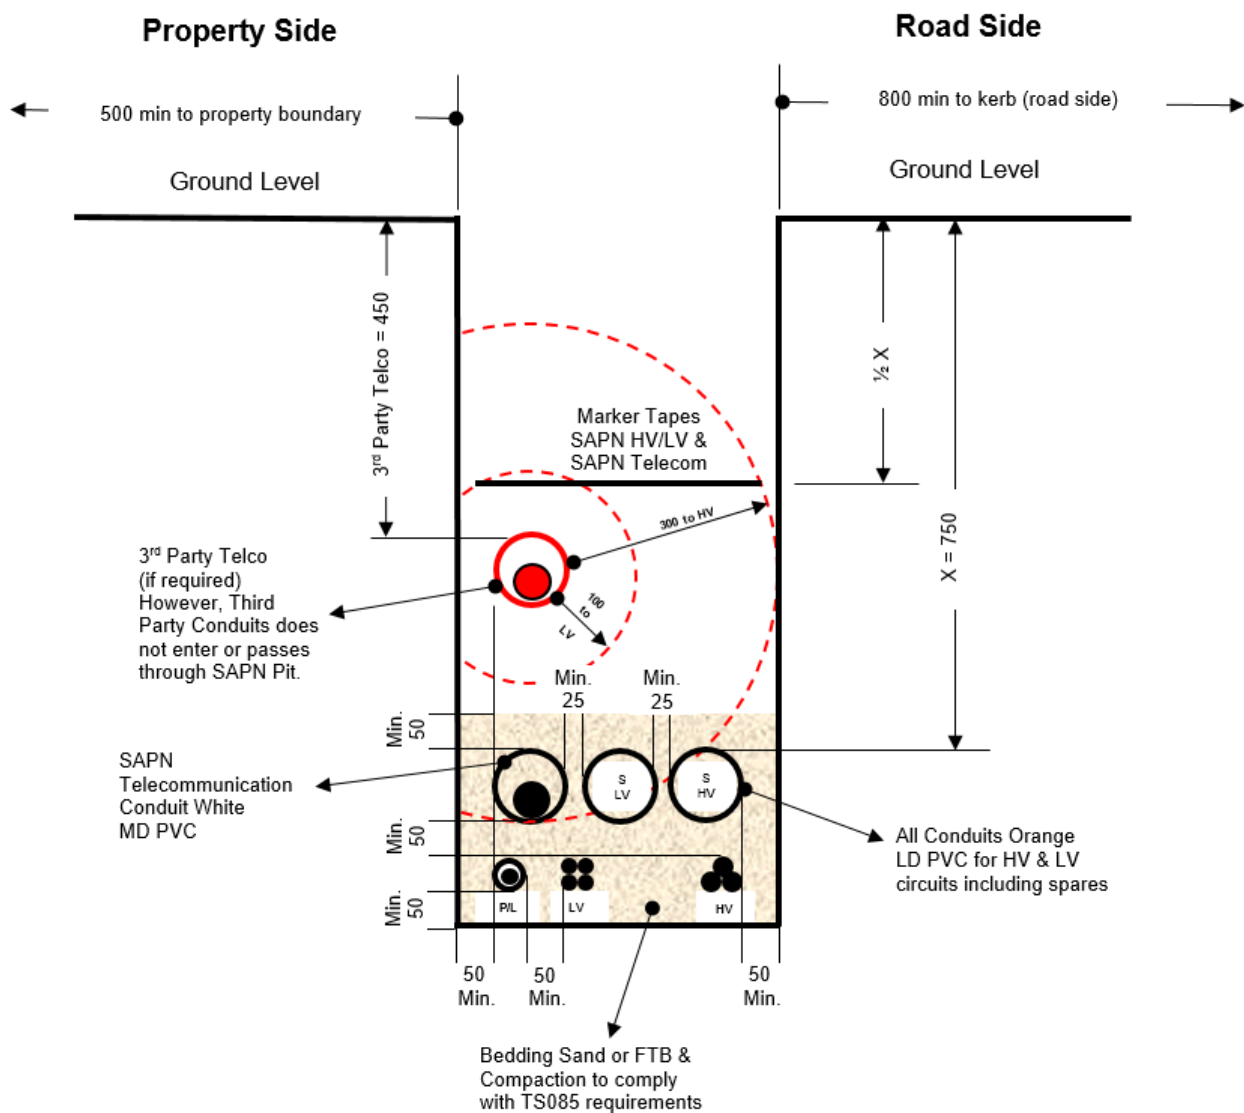 Property Side
Road Side
500 min to property boundary
800 min to kerb (road side)
Ground Level
Ground Level
3rd Party Telco = 450
½ X
X = 750
Marker Tapes
SAPN HV/LV &
SAPN Telecom
300 to HV
100
to
LV
3rd Party Telco
(if required)
However, Third
Party Conduits does
not enter or passes
through SAPN Pit.
Min.
25
Min.
25
Min.
50
SAPN
Telecommunication
Conduit White
MD PVC
S
LV
S
HV
All Conduits Orange
LD PVC for HV & LV
circuits including spares
Min.
50
Min.
50
P/L
LV
HV
50
Min.
50
Min.
50
Min.
Bedding Sand or FTB &
Compaction to comply
with TS085 requirements